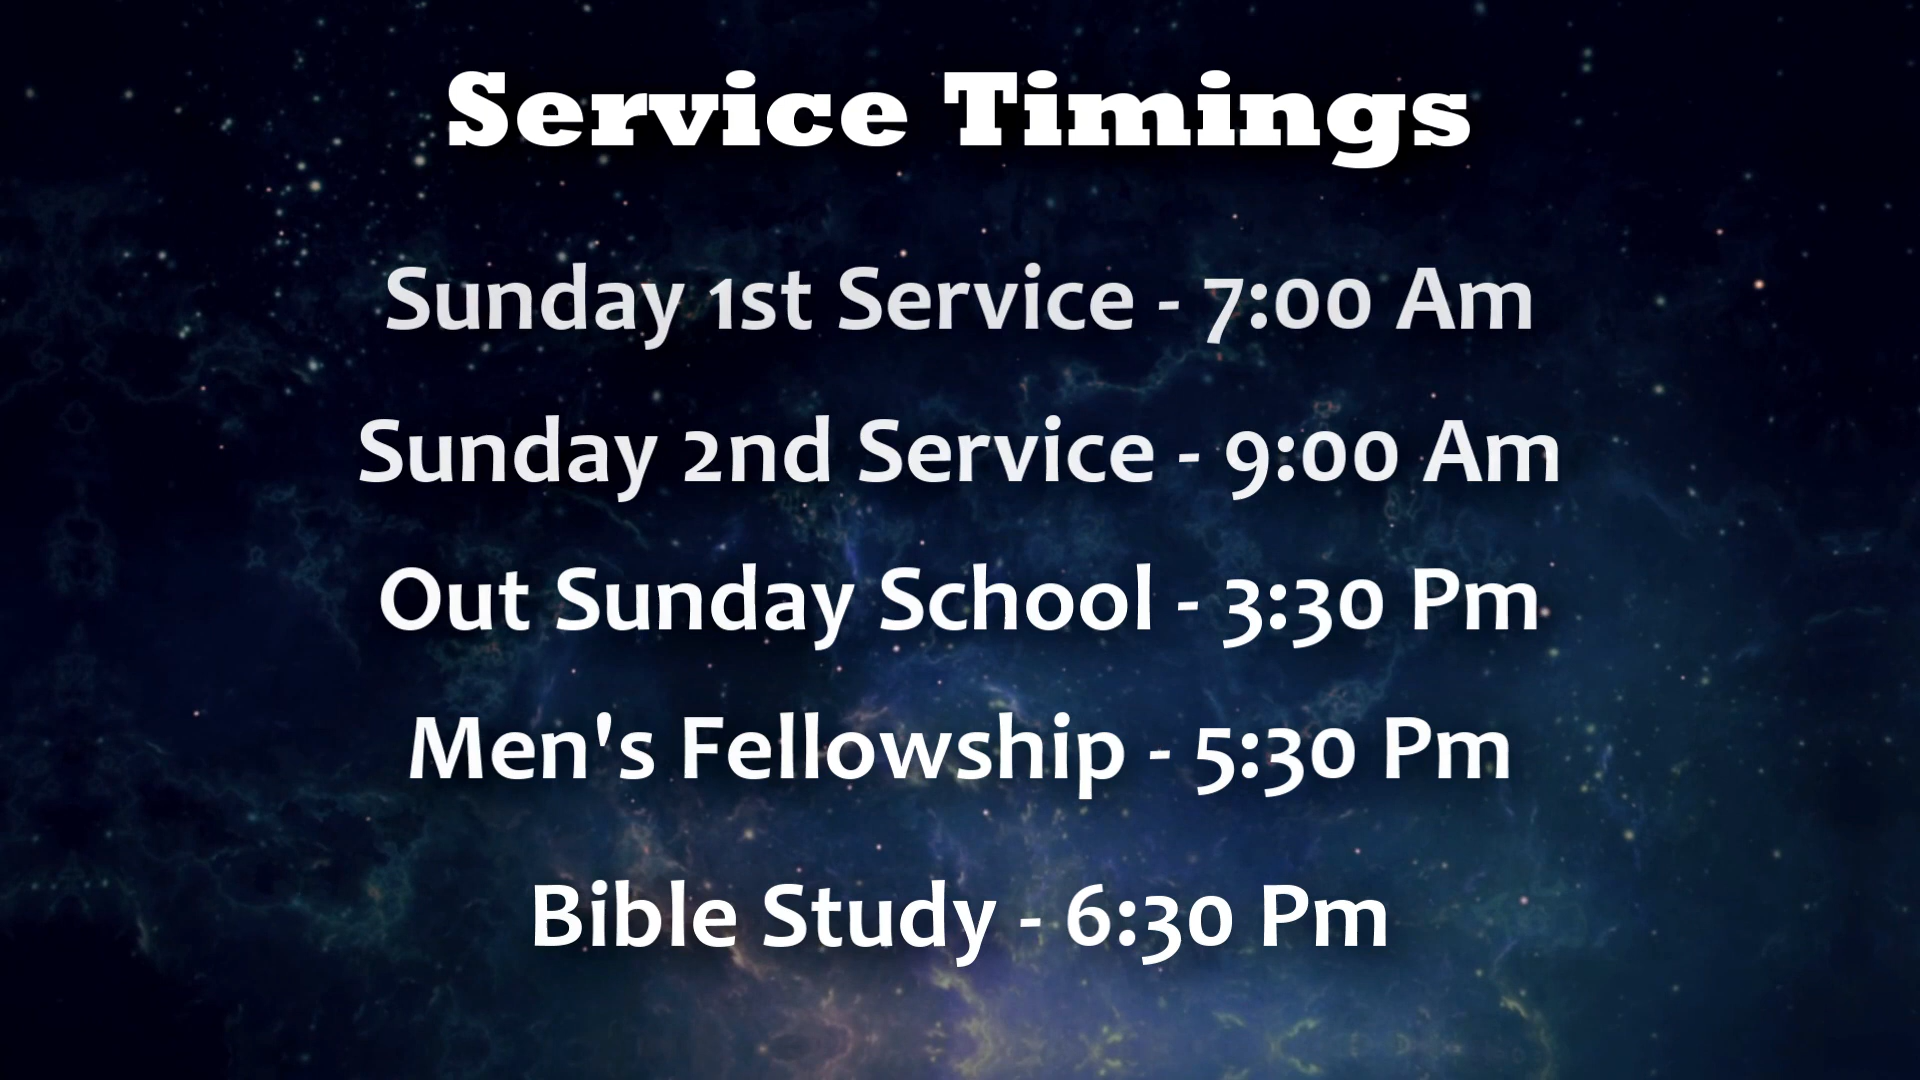 Service Timings
Sunday 1st Service - 7:00 Am
Sunday 2nd Service - 9:00 Am
Out Sunday School - 3:30 Pm
Men's Fellowship - 5:30 Pm
Bible Study - 6:30 Pm